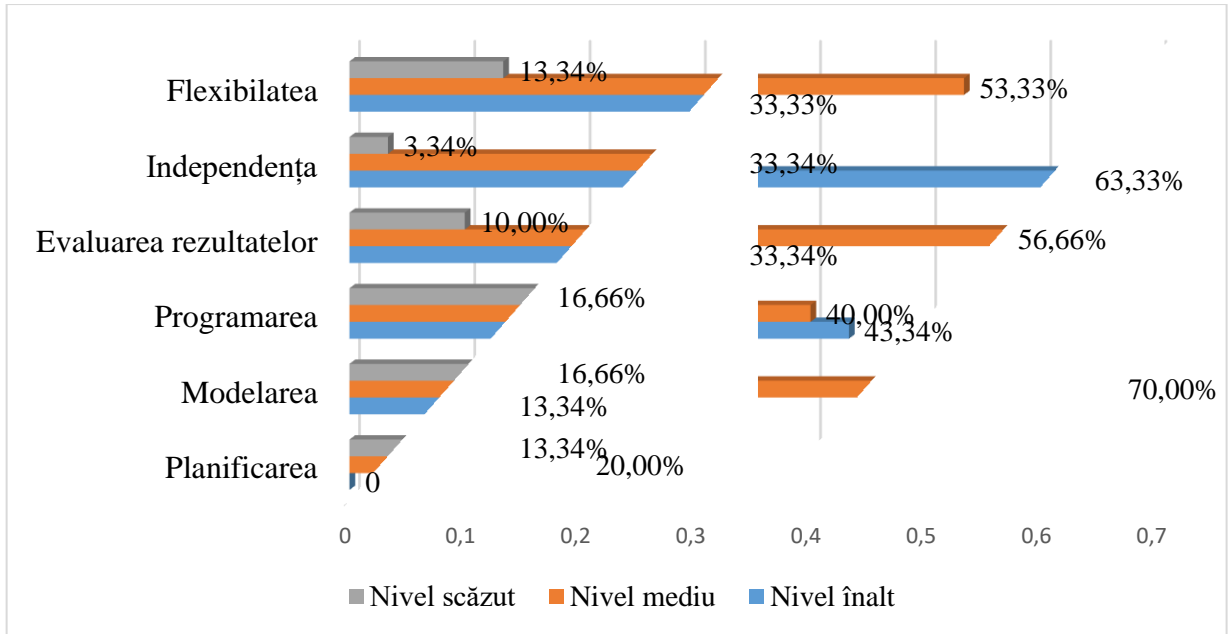 Flexibilatea
13,34%
53,33%
33,33%
Independența
3,34%
33,34%
63,33%
Evaluarea rezultatelor
10,00%
56,66%
33,34%
Programarea
16,66%
40,00%
43,34%
Modelarea
16,66%
70,00%
13,34%
Planificarea
13,34%
20,00%
0
0 0,1 0,2 0,3 0,4 0,5 0,6 0,7
Nivel scăzut Nivel mediu Nivel înalt